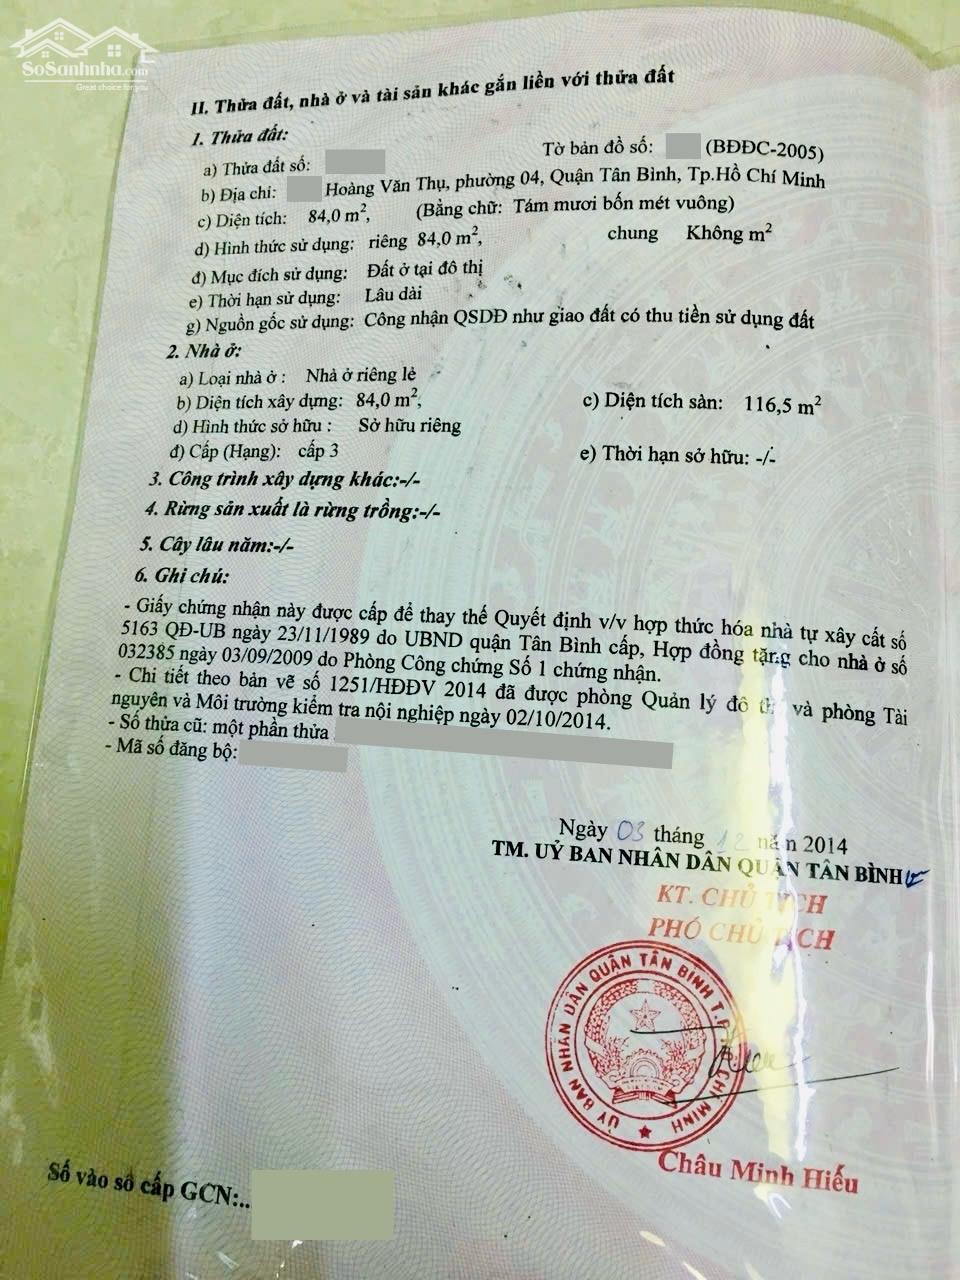 SoSanhnha.com
Great choice for you
II. Thửa đất, nhà ở và tài sản khác gắn liền với thửa đất
1. Thửa đất:
a) Thửa đất số: Tờ bản đồ số: (BĐĐC-2005)
b) Địa chỉ: Hoàng Văn Thụ, phường 04, Quận Tân Bình, Tp.Hồ Chí Minh
c) Diện tích: 84,0 m², (Bằng chữ: Tám mươi bốn mét vuông)
d) Hình thức sử dụng: riêng 84,0 m², chung Không m²
đ) Mục đích sử dụng: Đất ở tại đô thị
e) Thời hạn sử dụng: Lâu dài
g) Nguồn gốc sử dụng: Công nhận QSDĐ như giao đất có thu tiền sử dụng đất
2. Nhà ở:
a) Loại nhà ở : Nhà ở riêng lẻ
b) Diện tích xây dựng: 84,0 m², c) Diện tích sàn: 116,5 m²
d) Hình thức sở hữu : Sở hữu riêng
đ) Cấp (Hạng): cấp 3 e) Thời hạn sở hữu: -/-
3. Công trình xây dựng khác:-/-
4. Rừng sản xuất là rừng trồng:-/-
5. Cây lâu năm:-/-
6. Ghi chú:
- Giấy chứng nhận này được cấp để thay thế Quyết định v/v hợp thức hóa nhà tự xây cất số
5163 QĐ-UB ngày 23/11/1989 do UBND quận Tân Bình cấp, Hợp đồng tặng cho nhà ở số
032385 ngày 03/09/2009 do Phòng Công chứng Số 1 chứng nhận.
- Chi tiết theo bản vẽ số 1251/HĐĐV 2014 đã được phòng Quản lý đô thị và phòng Tài
nguyên và Môi trường kiểm tra nội nghiệp ngày 02/10/2014.
- Số thửa cũ: một phần thửa
- Mã số đăng bộ:
Ngày 03 tháng 12 năm 2014
TM. UỶ BAN NHÂN DÂN QUẬN TÂN BÌNH
KT. CHỦ TỊCH
PHÓ CHỦ TỊCH
ỦY BAN NHÂN DÂN QUẬN TÂN BÌNH T.P CHÍ MINH
Châu Minh Hiếu
Số vào sổ cấp GCN:..